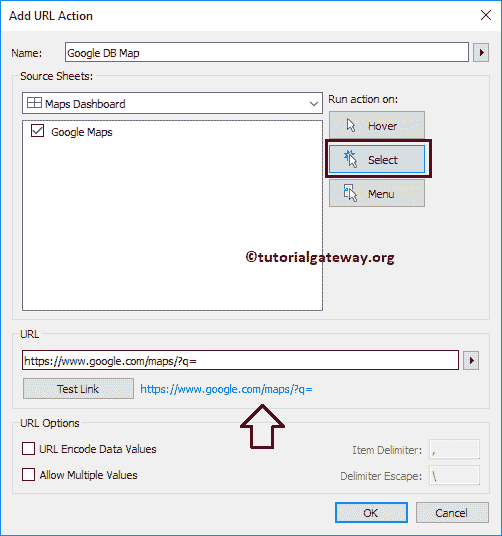 Add URL Action
Name: Google DB Map
Source Sheets:
Maps Dashboard
Run action on:
Google Maps
Hover
Select
Menu
©tutorialgateway.org
URL
https://www.google.com/maps/?q=
Test Link https://www.google.com/maps/?q=
URL Options
URL Encode Data Values Item Delimiter: ,
Allow Multiple Values Delimiter Escape: \
OK Cancel